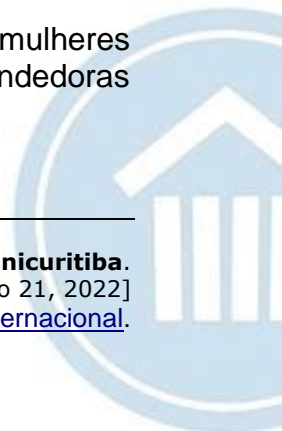 mulheres
ndedoras
nicuritiba.
o 21, 2022]
ernacional.